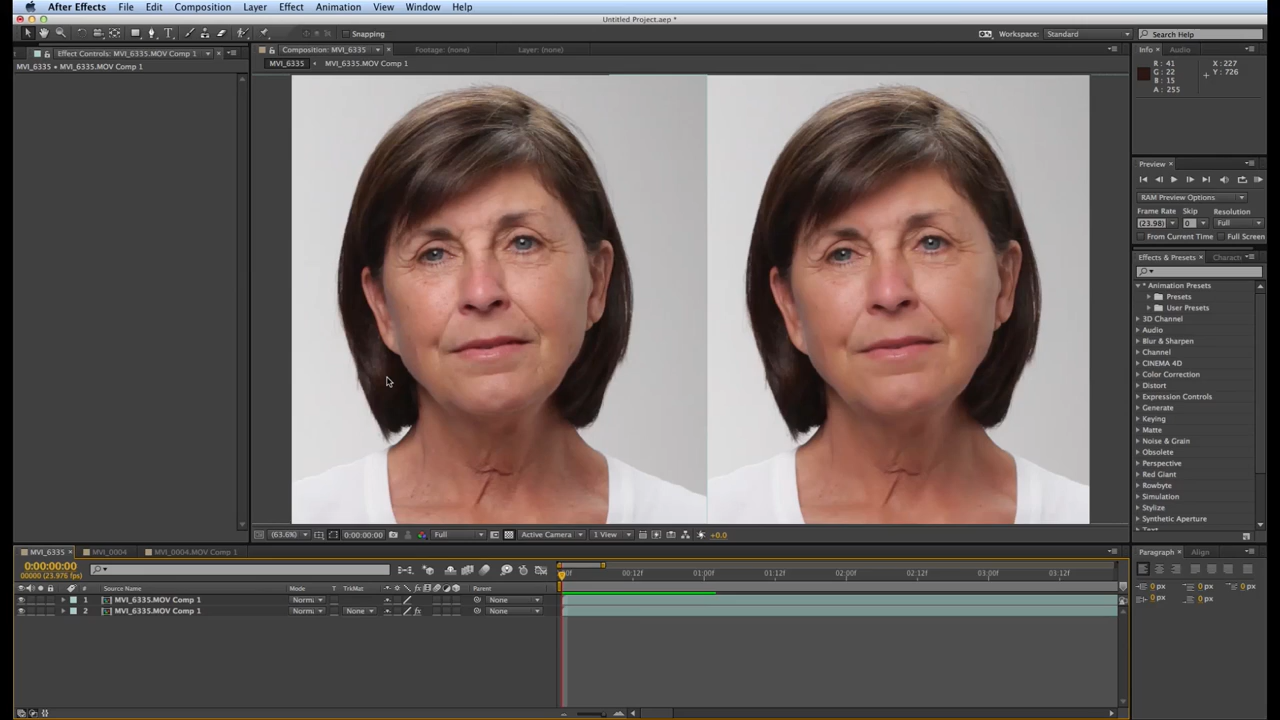 After Effects File Edit Composition Layer Effect Animation View Window Help
Untitled Project.aep *
Snapping
Workspace: Standard
Search Help
Effect Controls: MVI_6335.MOV Comp 1
Composition: MVI_6335
Footage: (none)
Layer: (none)
Info
Audio
MVI_6335 • MVI_6335.MOV Comp 1
MVI_6335
MVI_6335.MOV Comp 1
R : 41
G : 22
B : 15
A : 255
X : 227
Y : 726
Preview
RAM Preview Options
Frame Rate Skip Resolution
(23.98) 0 Full
From Current Time Full Screen
Effects & Presets
* Animation Presets
Presets
User Presets
3D Channel
Audio
Blur & Sharpen
Channel
CINEMA 4D
Color Correction
Distort
Expression Controls
Generate
Keying
Matte
Noise & Grain
Obsolete
Perspective
Red Giant
Rowbyte
Simulation
Stylize
Synthetic Aperture
(63.6%) 0:00:00:00 Full Active Camera 1 View +0.0
MVI_6335
MVI_0004
MVI_0004.MOV Comp 1
Paragraph
Align
0:00:00:00
00000 (23.976 fps)
00:12f 01:00f 01:12f 02:00f 02:12f 03:00f 03:12f
# Source Name Mode T TrkMat Parent
1 MVI_6335.MOV Comp 1 None
2 MVI_6335.MOV Comp 1 None None
0 px 0 px 0 px
0 px 0 px